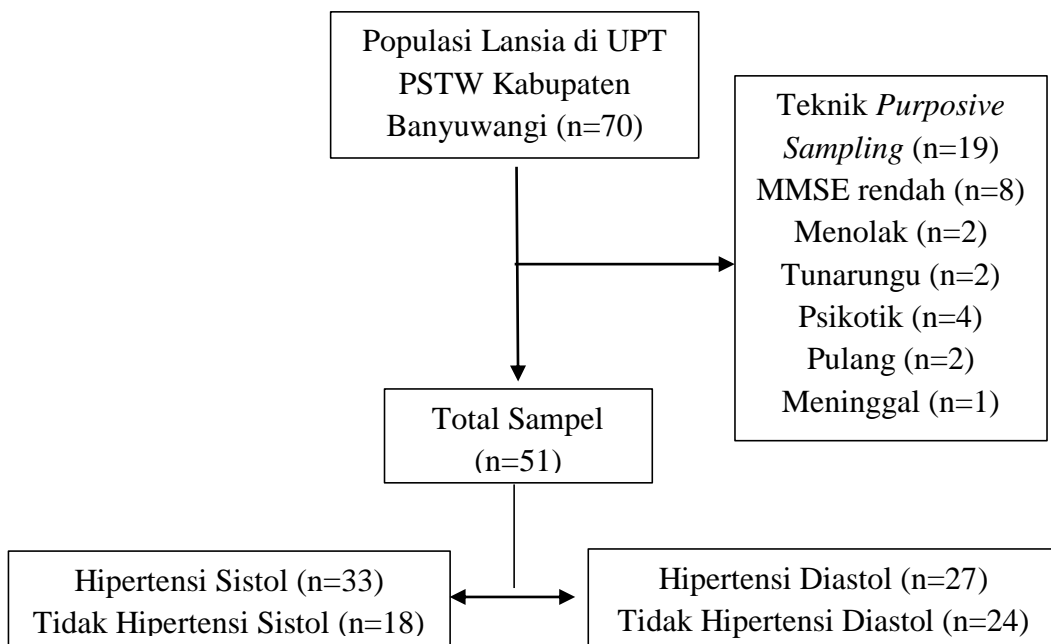 Populasi Lansia di UPT
PSTW Kabupaten
Banyuwangi (n=70)
Teknik Purposive
Sampling (n=19)
MMSE rendah (n=8)
Menolak (n=2)
Tunarungu (n=2)
Psikotik (n=4)
Pulang (n=2)
Meninggal (n=1)
Total Sampel
(n=51)
Hipertensi Sistol (n=33)
Tidak Hipertensi Sistol (n=18)
Hipertensi Diastol (n=27)
Tidak Hipertensi Diastol (n=24)